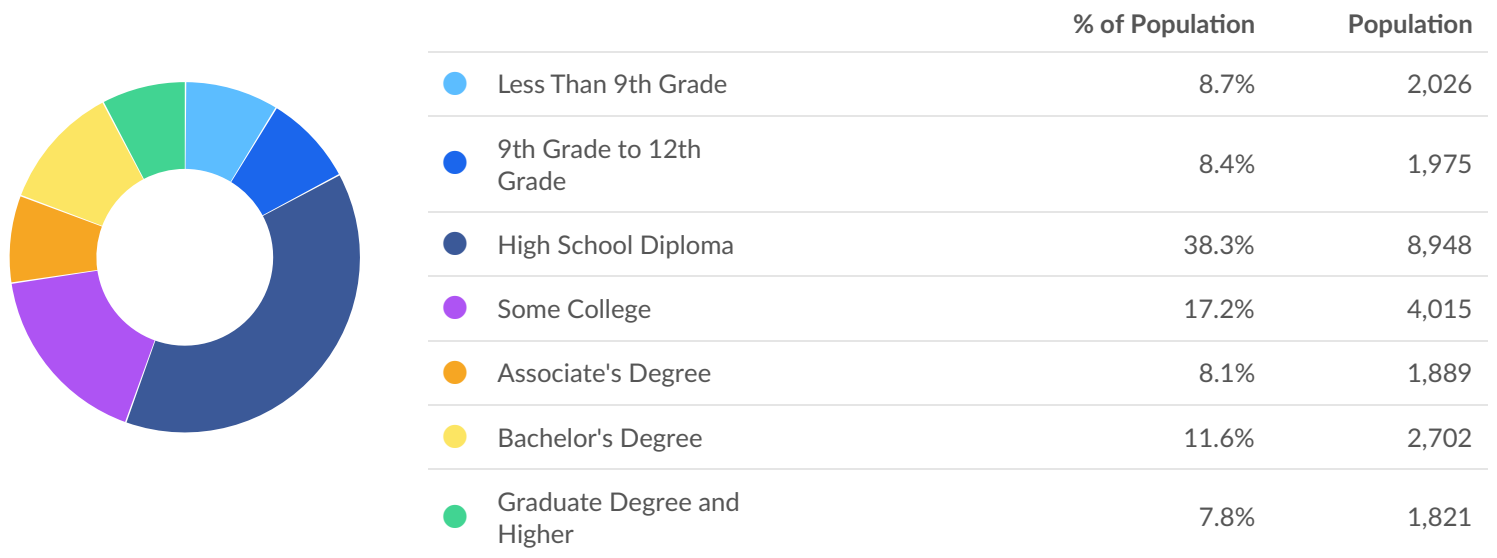 % of Population Population
Less Than 9th Grade 8.7% 2,026
9th Grade to 12th
Grade 8.4% 1,975
High School Diploma 38.3% 8,948
Some College 17.2% 4,015
Associate's Degree 8.1% 1,889
Bachelor's Degree 11.6% 2,702
Graduate Degree and
Higher 7.8% 1,821